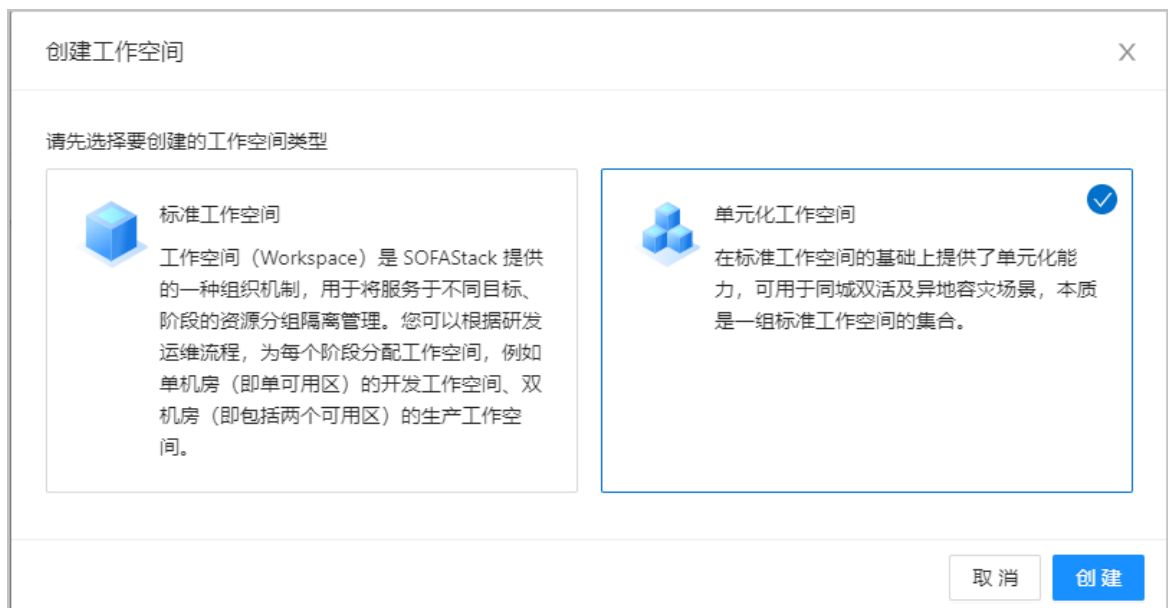 创建工作空间
X
请先选择要创建的工作空间类型
标准工作空间
工作空间（Workspace）是 SOFAStack 提供
的一种组织机制，用于将服务于不同目标、
阶段的资源分组隔离管理。您可以根据研发
运维流程，为每个阶段分配工作空间，例如
单机房（即单可用区）的开发工作空间、双
机房（即包括两个可用区）的生产工作空
间。
单元化工作空间
在标准工作空间的基础上提供了单元化能
力，可用于同城双活及异地容灾场景，本质
是一组标准工作空间的集合。
取 消
创 建